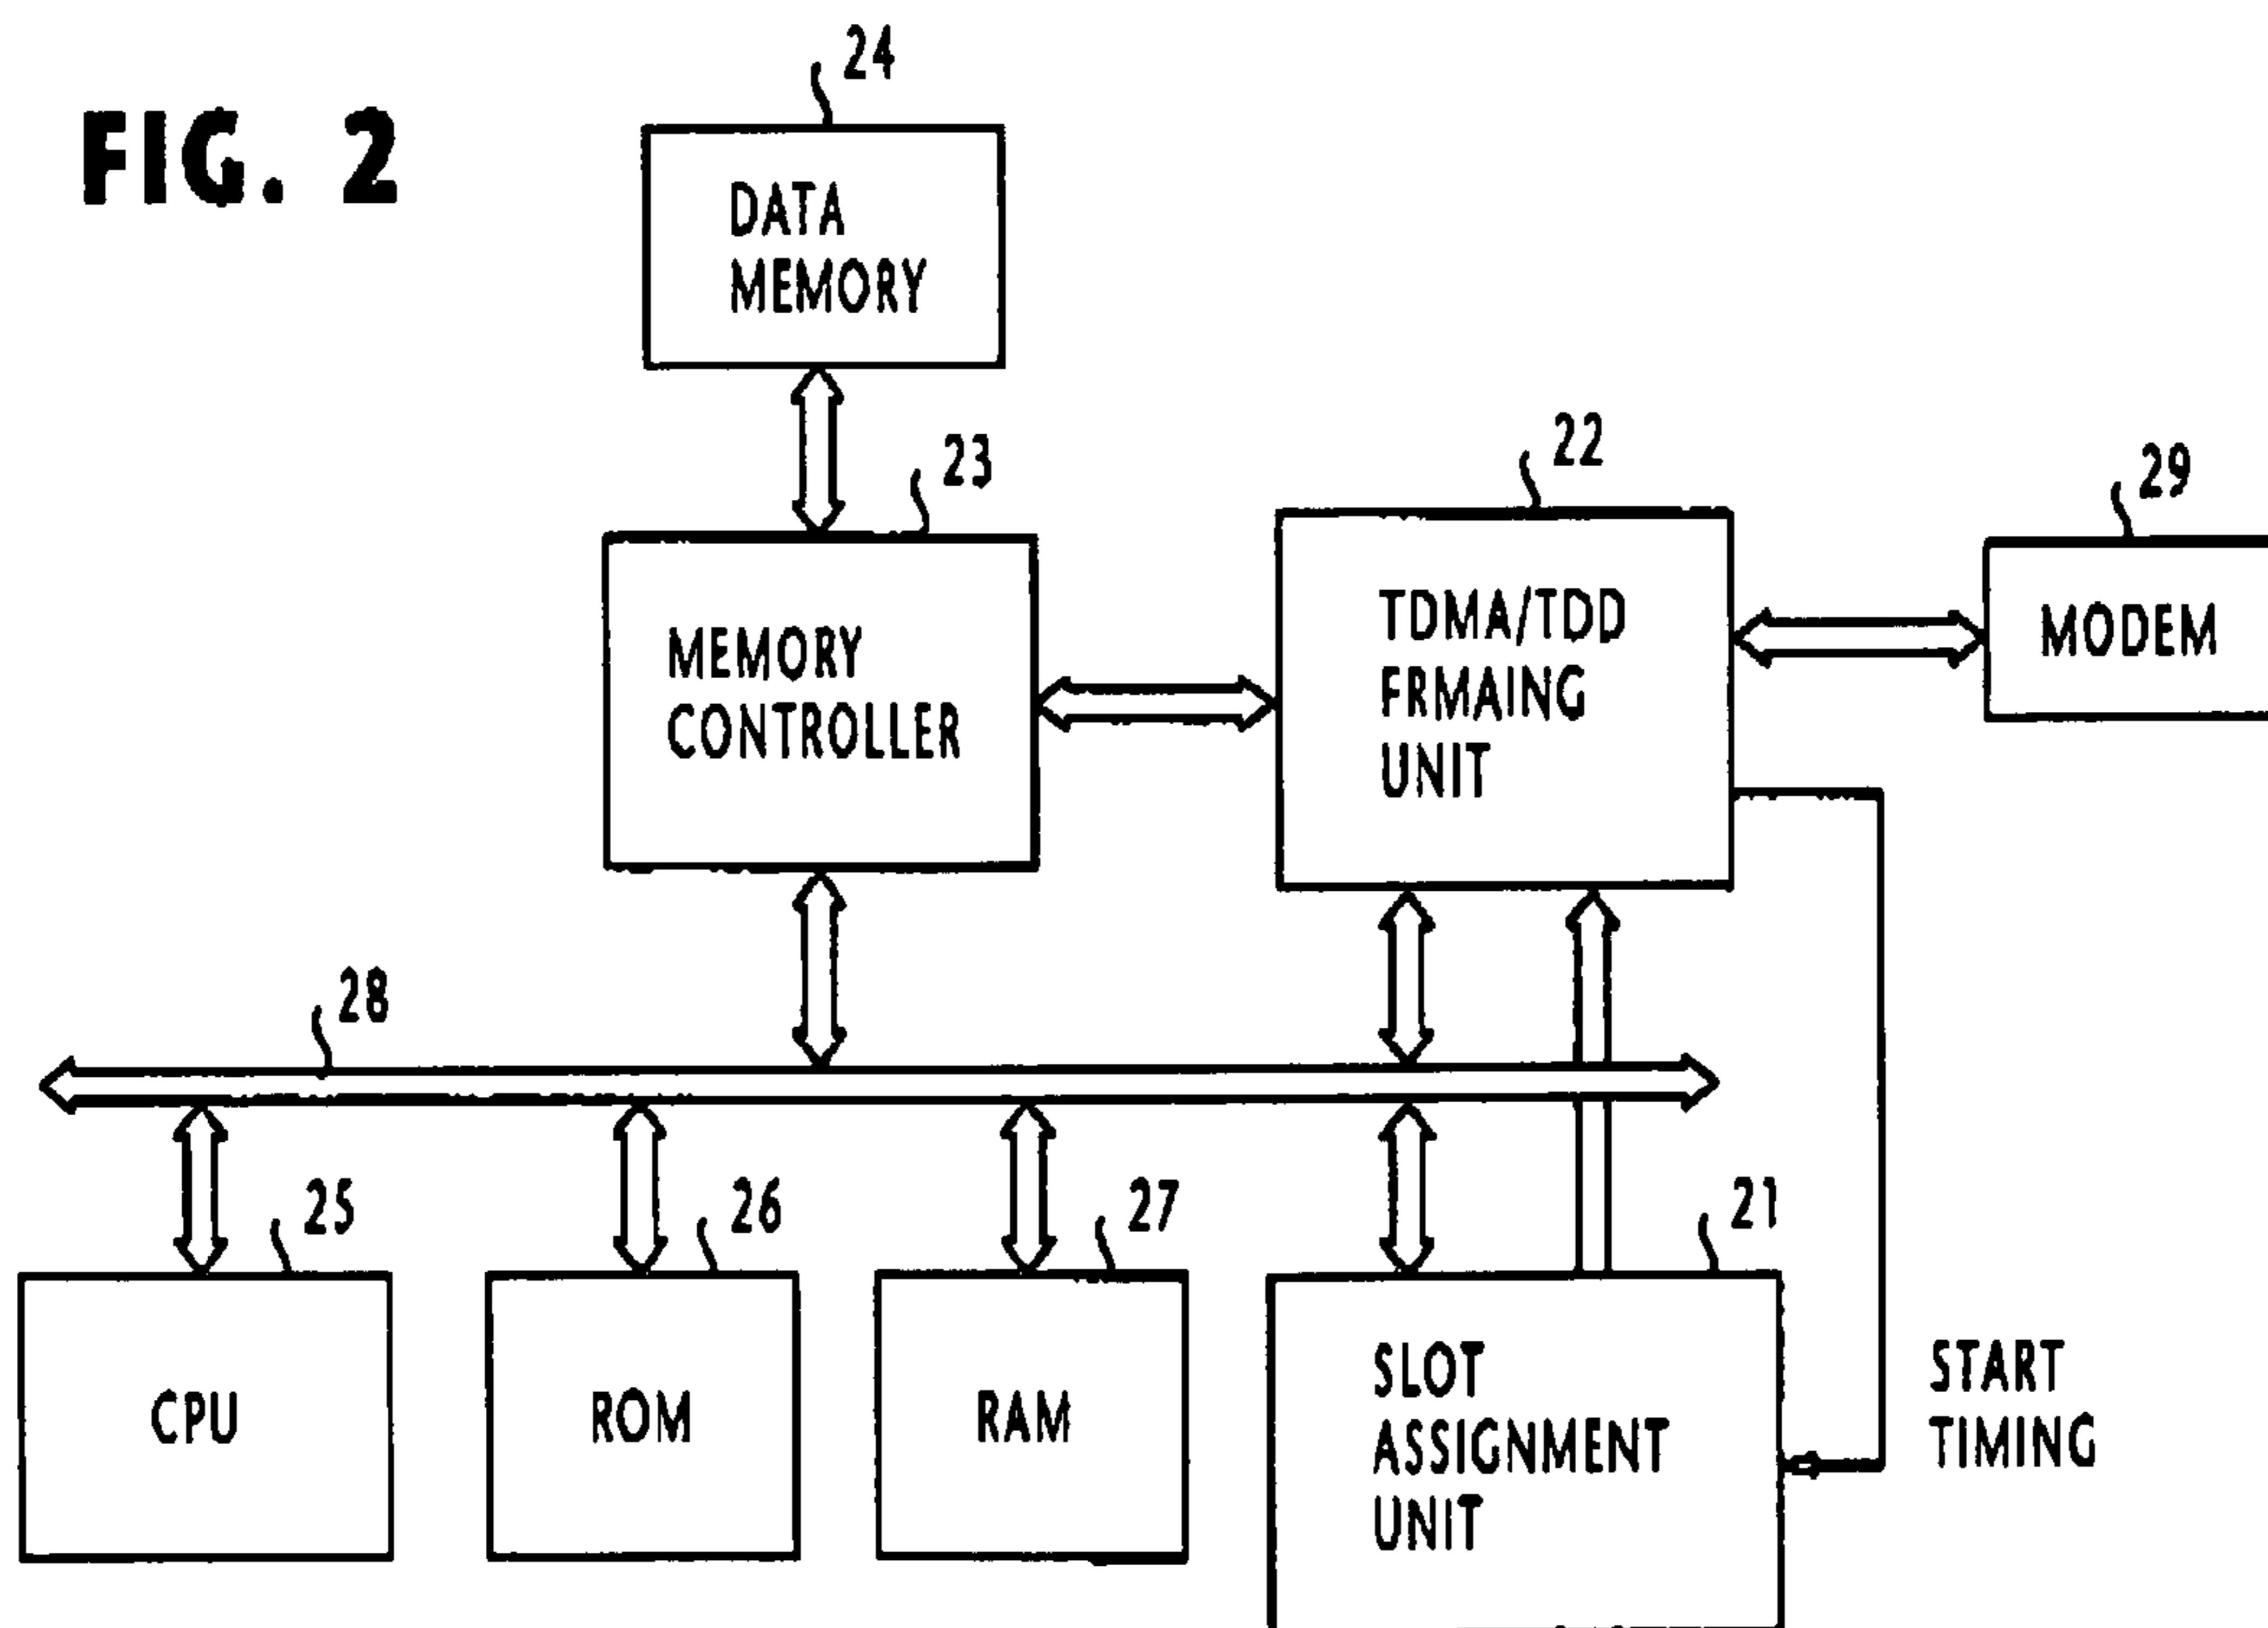 FIG. 2
24
DATA
MEMORY
23
MEMORY
CONTROLLER
22
TDMA/TDD
FRMAING
UNIT
29
MODEM
28
25
CPU
26
ROM
27
RAM
21
SLOT
ASSIGNMENT
UNIT
START
TIMING